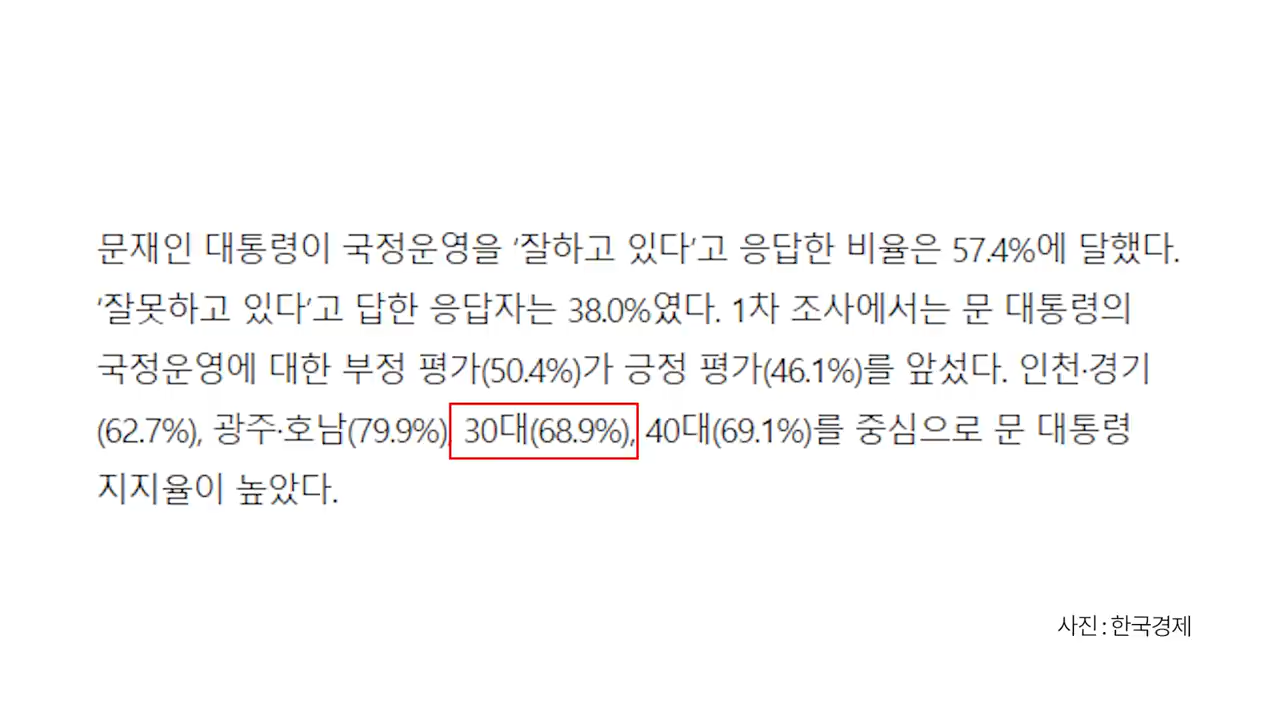 문재인 대통령이 국정운영을 '잘하고 있다'고 응답한 비율은 57.4%에 달했다.
'잘못하고 있다'고 답한 응답자는 38.0%였다. 1차 조사에서는 문 대통령의
국정운영에 대한 부정 평가(50.4%)가 긍정 평가(46.1%)를 앞섰다. 인천·경기
(62.7%), 광주·호남(79.9%), 30대(68.9%), 40대(69.1%)를 중심으로 문 대통령
지지율이 높았다.
사진 : 한국경제